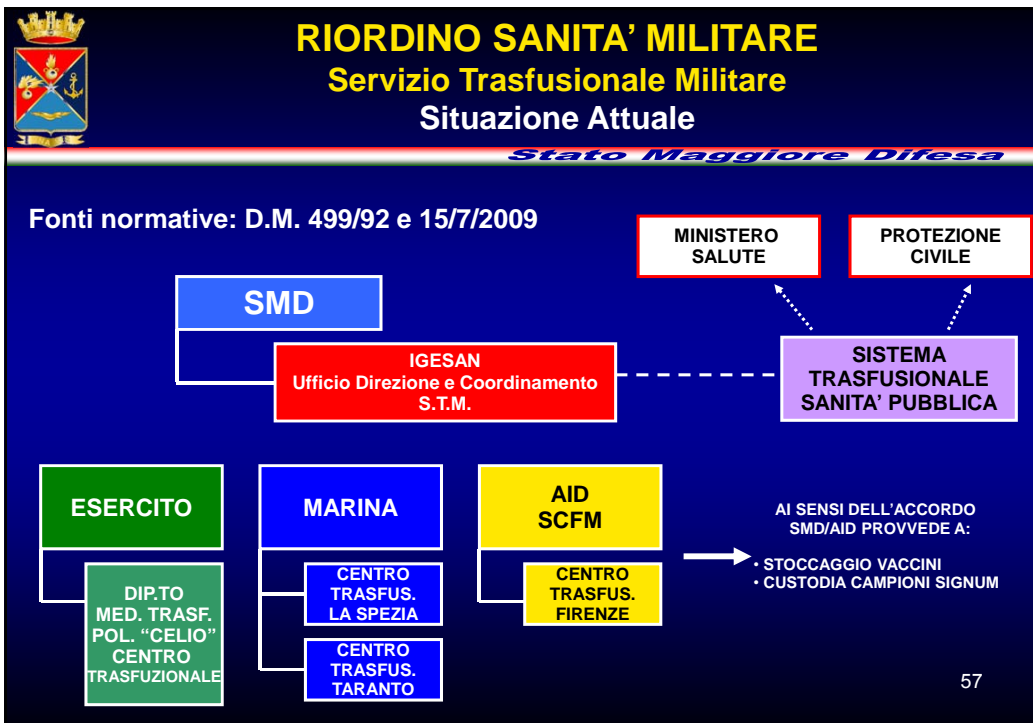 RIORDINO SANITA' MILITARE
Servizio Trasfusionale Militare
Situazione Attuale
Stato Maggiore Difesa
Fonti normative: D.M. 499/92 e 15/7/2009
MINISTERO
SALUTE
PROTEZIONE
CIVILE
SMD
IGESAN
Ufficio Direzione e Coordinamento
S.T.M.
SISTEMA
TRASFUSIONALE
SANITA' PUBBLICA
ESERCITO
DIP.TO
MED. TRASF.
POL. “CELIO”
CENTRO
TRASFUZIONALE
MARINA
CENTRO
TRASFUS.
LA SPEZIA
CENTRO
TRASFUS.
TARANTO
AID
SCFM
CENTRO
TRASFUS.
FIRENZE
AI SENSI DELL'ACCORDO
SMD/AID PROVVEDE A:
• STOCCAGGIO VACCINI
• CUSTODIA CAMPIONI SIGNUM
57